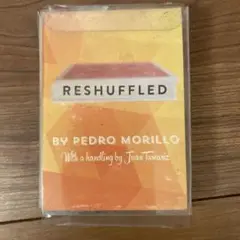 RESHUFFLED
BY PEDRO MORILLO
With a handling by Juan Tamariz